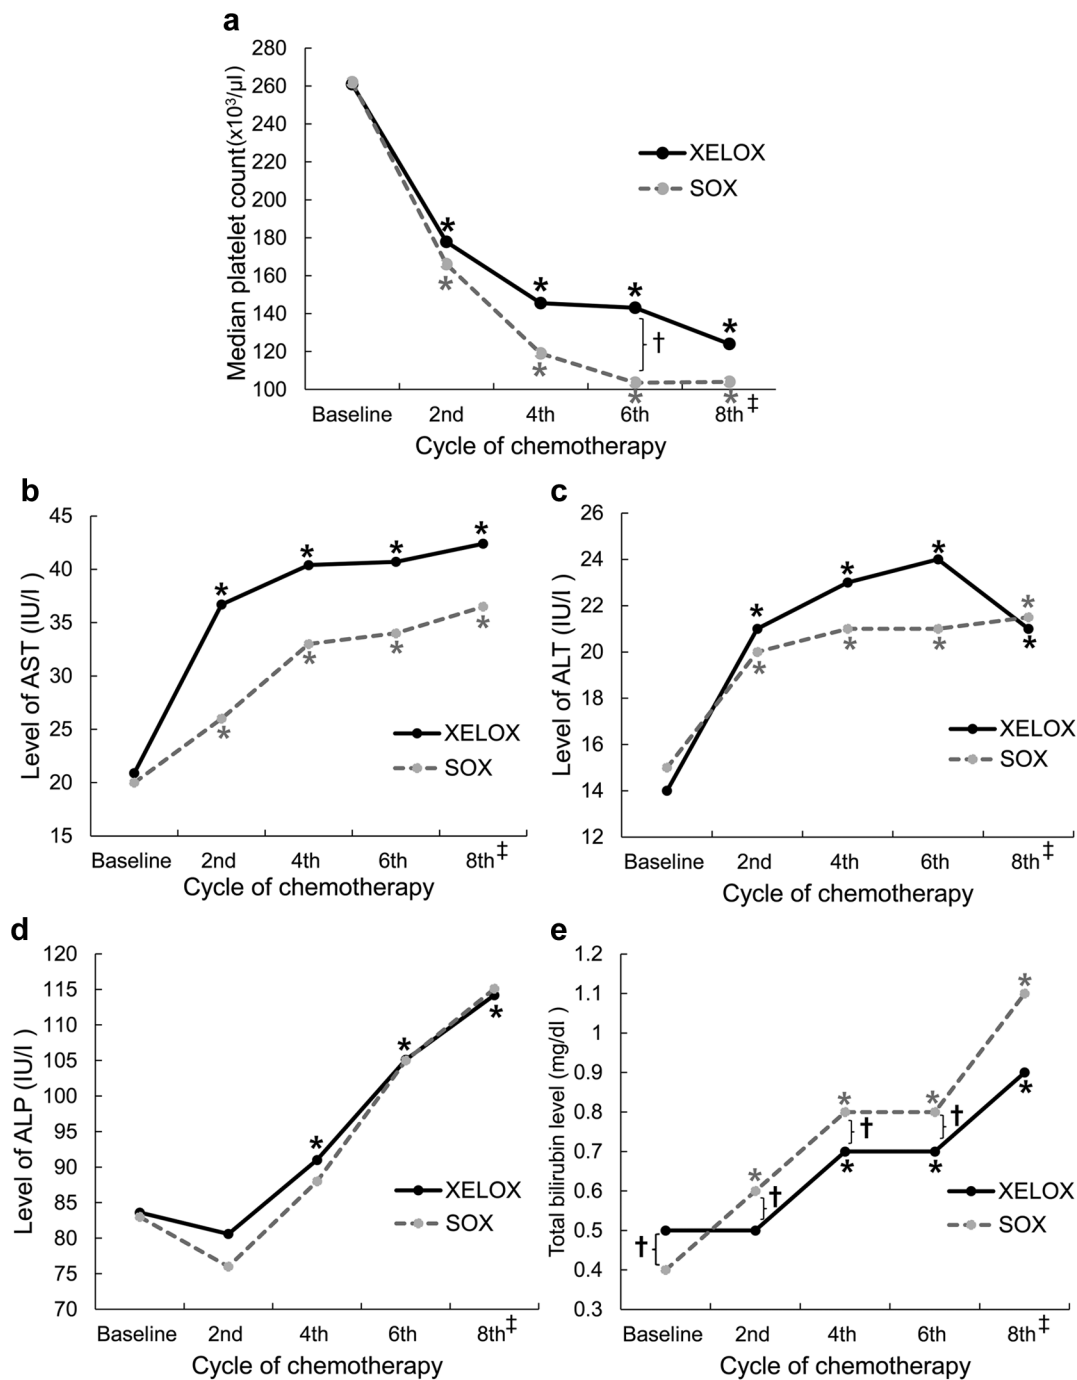 a
Median platelet count(x10³/µl)
280
260
240
220
200
180
160
140
120
100
XELOX
SOX
*
*
*
*
*
*
*
*
†
Baseline 2nd 4th 6th 8th‡
Cycle of chemotherapy
b
Level of AST (IU/l )
45
40
35
30
25
20
15
*
*
*
*
*
*
*
*
XELOX
SOX
Baseline 2nd 4th 6th 8th‡
Cycle of chemotherapy
c
Level of ALT (IU/l )
26
24
22
20
18
16
14
12
*
*
*
*
*
*
*
*
XELOX
SOX
Baseline 2nd 4th 6th 8th‡
Cycle of chemotherapy
d
Level of ALP (IU/l )
120
115
110
105
100
95
90
85
80
75
70
*
*
*
XELOX
SOX
Baseline 2nd 4th 6th 8th‡
Cycle of chemotherapy
e
Total bilirubin level (mg/dl )
1.2
1.1
1
0.9
0.8
0.7
0.6
0.5
0.4
0.3
*
*
*
*
*
*
*
†
†
†
†
XELOX
SOX
Baseline 2nd 4th 6th 8th‡
Cycle of chemotherapy